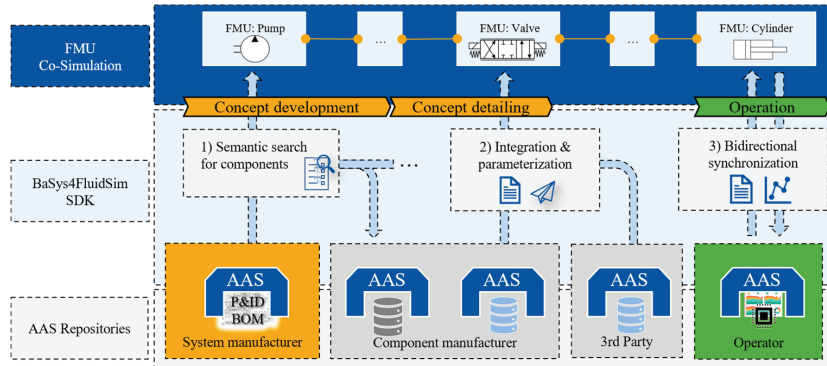 FMU
Co-Simulation
FMU: Pump
...
FMU: Valve
...
FMU: Cylinder
Concept development
Concept detailing
Operation
BaSys4FluidSim
SDK
1) Semantic search
for components
...
2) Integration &
parameterization
3) Bidirectional
synchronization
AAS Repositories
AAS
P&ID
BOM
System manufacturer
AAS
AAS
Component manufacturer
AAS
3rd Party
AAS
Operator